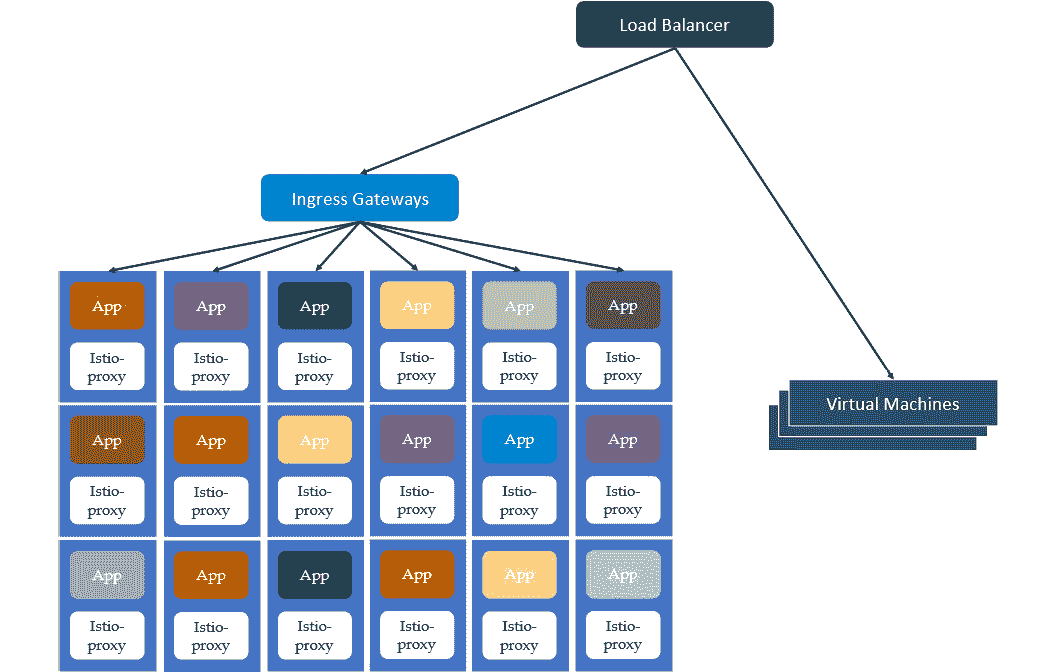 Load Balancer
Ingress Gateways
App
App
App
App
App
App
Istio-
proxy
Istio-
proxy
Istio-
proxy
Istio-
proxy
Istio-
proxy
Istio-
proxy
Virtual Machines
App
App
App
App
App
App
Istio-
proxy
Istio-
proxy
Istio-
proxy
Istio-
proxy
Istio-
proxy
Istio-
proxy
App
App
App
App
App
App
Istio-
proxy
Istio-
proxy
Istio-
proxy
Istio-
proxy
Istio-
proxy
Istio-
proxy